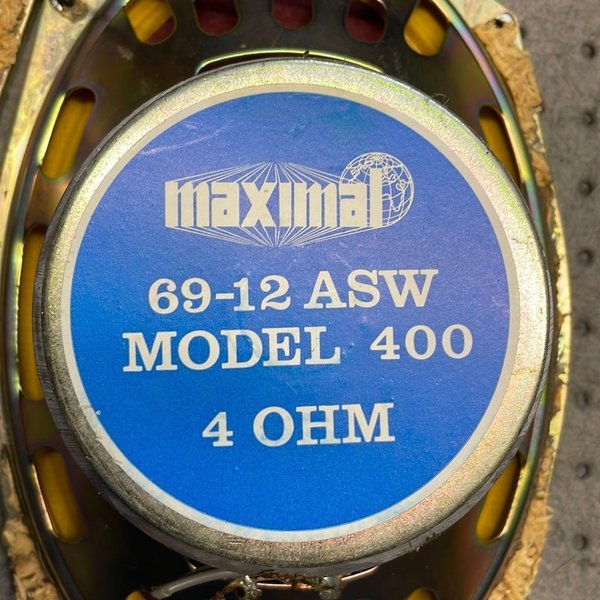 maximal
69-12 ASW
MODEL 400
4 OHM